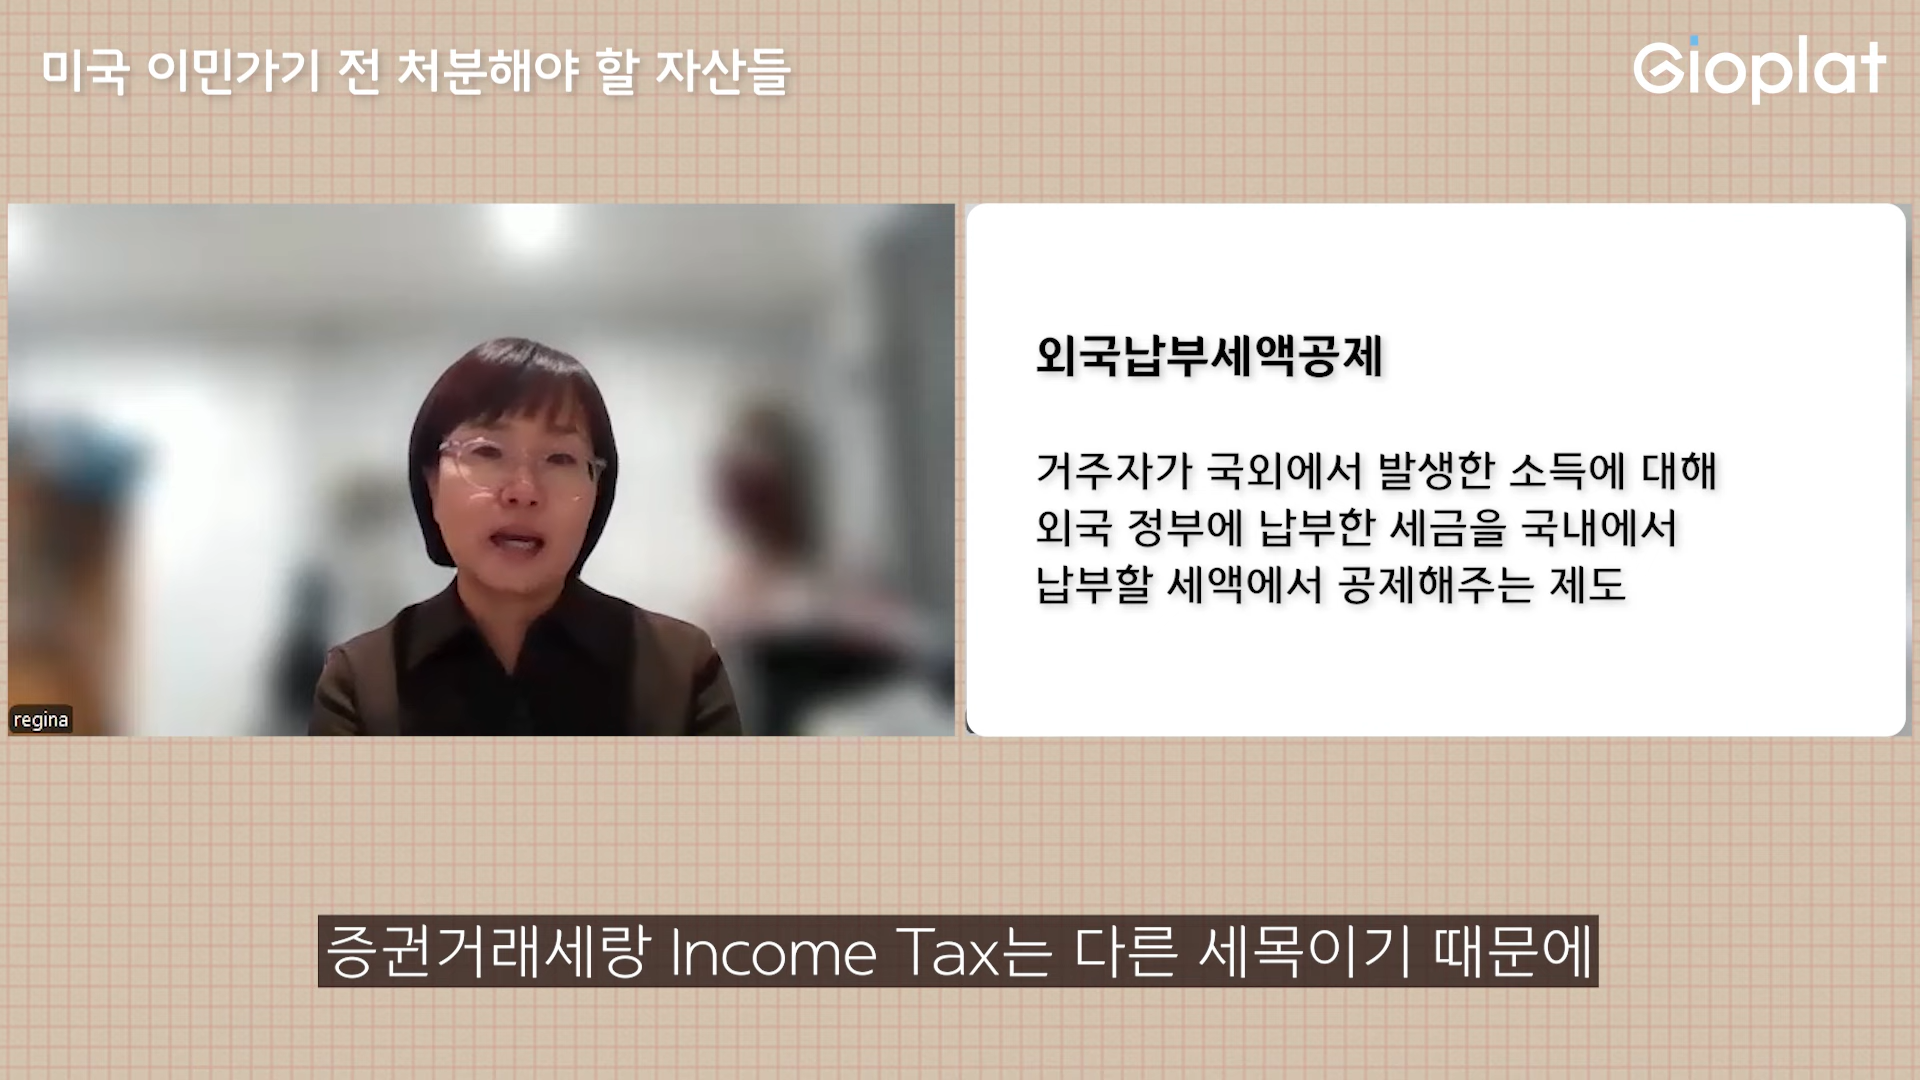 미국 이민가기 전 처분해야 할 자산들
Gioplat
외국납부세액공제
거주자가 국외에서 발생한 소득에 대해
외국 정부에 납부한 세금을 국내에서
납부할 세액에서 공제해주는 제도
regina
증권거래세랑 Income Tax는 다른 세목이기 때문에